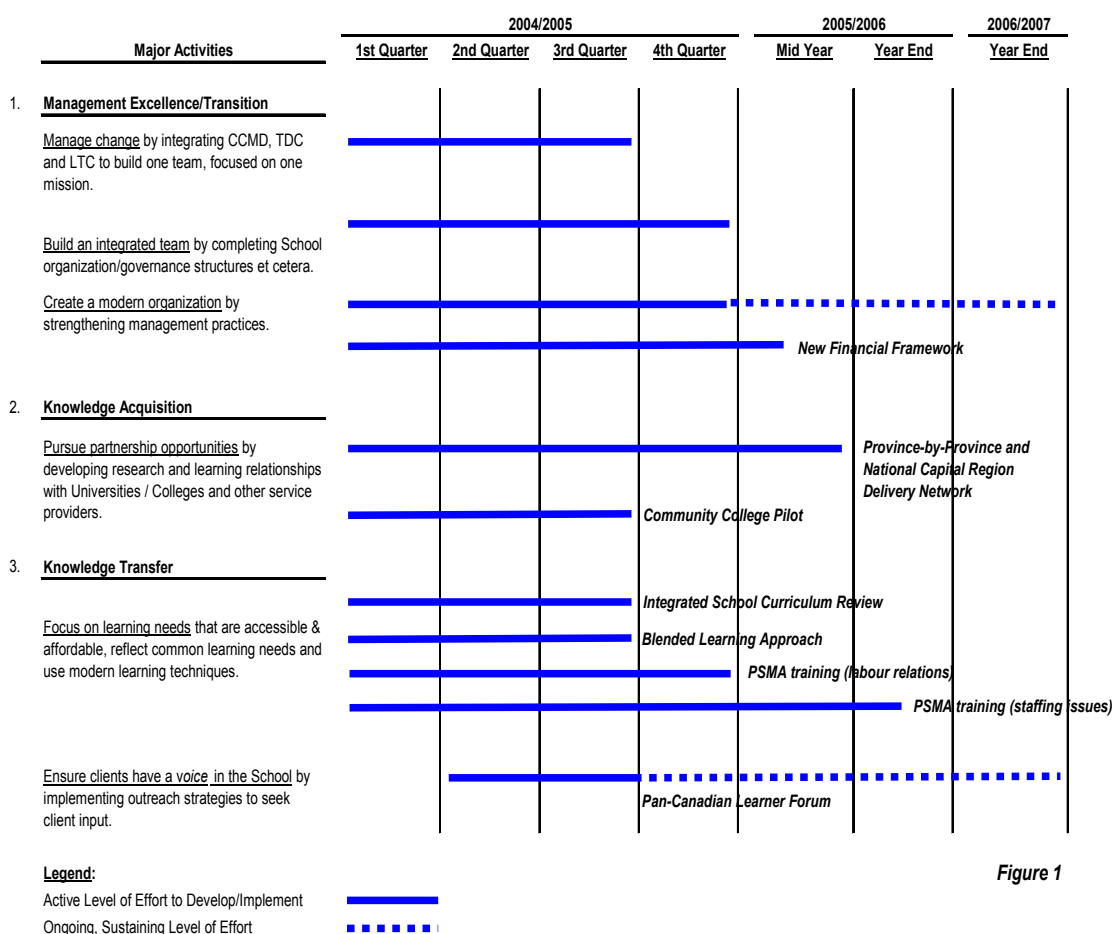 2004/2005 2005/2006 2006/2007
Major Activities 1st Quarter 2nd Quarter 3rd Quarter 4th Quarter Mid Year Year End Year End
1. Management Excellence/Transition
Manage change by integrating CCMD, TDC
and LTC to build one team, focused on one
mission.
Build an integrated team by completing School
organization/governance structures et cetera.
Create a modern organization by
strengthening management practices.
New Financial Framework
2. Knowledge Acquisition
Pursue partnership opportunities by
developing research and learning relationships
with Universities / Colleges and other service
providers.
Province-by-Province and
National Capital Region
Delivery Network
Community College Pilot
3. Knowledge Transfer
Integrated School Curriculum Review
Focus on learning needs that are accessible &
affordable, reflect common learning needs and
use modern learning techniques.
Blended Learning Approach
PSMA training (labour relations)
PSMA training (staffing issues)
Ensure clients have a voice in the School by
implementing outreach strategies to seek
client input.
Pan-Canadian Learner Forum
Legend:
Figure 1
Active Level of Effort to Develop/Implement
Ongoing, Sustaining Level of Effort